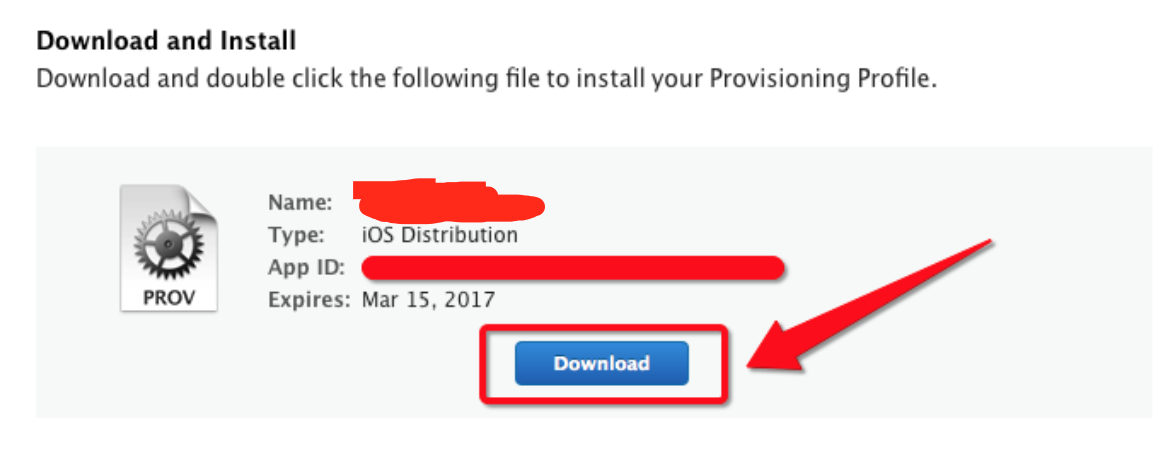 Download and Install
Download and double click the following file to install your Provisioning Profile.
PROV
Name:
Type: iOS Distribution
App ID:
Expires: Mar 15, 2017
Download